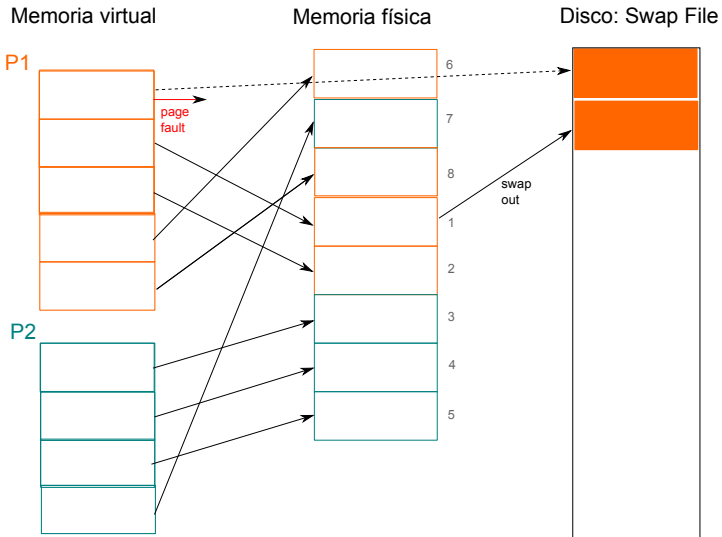 Memoria virtual
Memoria física
Disco: Swap File
P1
page
fault
6
7
8
1
2
3
4
5
swap
out
P2